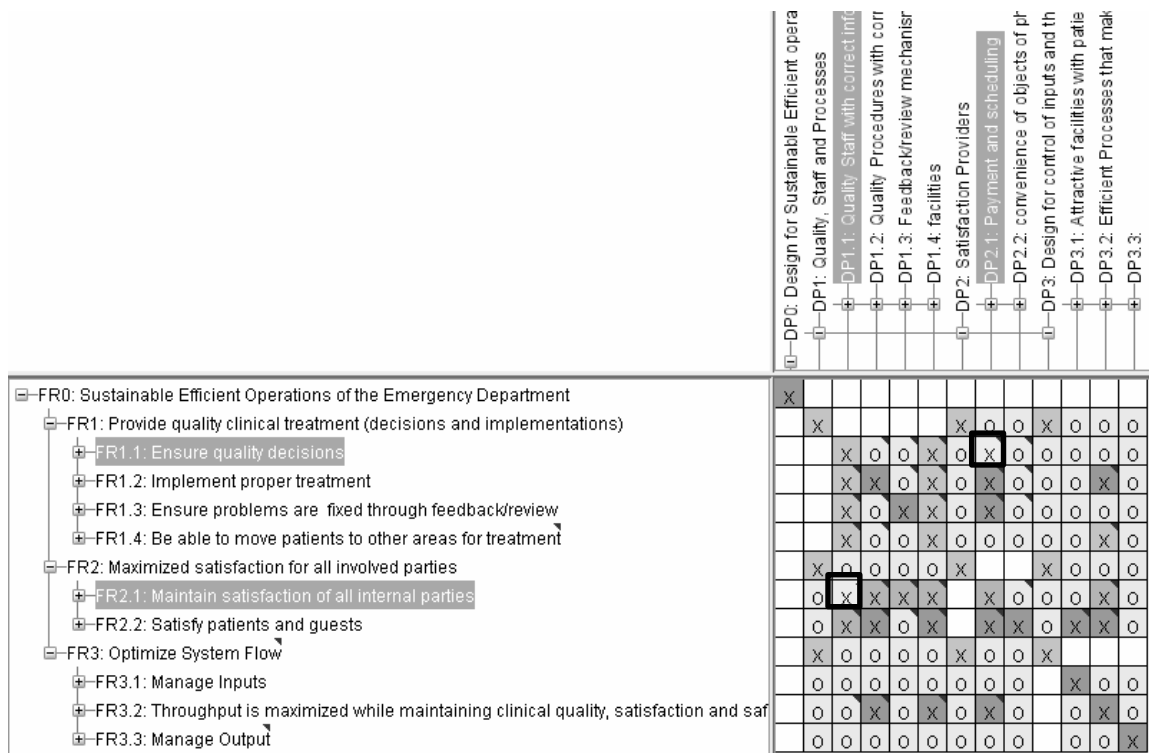 DP0: Design for Sustainable Efficient opera
DP1: Quality, Staff and Processes
DP1.1: Quality Staff with correct info
DP1.2: Quality Procedures with corr
DP1.3: Feedback/review mechanisr
DP1.4: facilities
DP2: Satisfaction Providers
DP2.1: Payment and scheduling
DP2.2: convenience of objects of ph
DP3: Design for control of inputs and th
DP3.1: Attractive facilities with patie
DP3.2: Efficient Processes that mak
DP3.3:
FR0: Sustainable Efficient Operations of the Emergency Department X
FR1: Provide quality clinical treatment (decisions and implementations) X X O O X O O O
FR1.1: Ensure quality decisions X O O X O X O O O O O
FR1.2: Implement proper treatment X X O X O X O O O X O
FR1.3: Ensure problems are fixed through feedback/review X O X X O X O O O O O
FR1.4: Be able to move patients to other areas for treatment X O O X O O O O O X O
FR2: Maximized satisfaction for all involved parties X O O O O X X O O O
FR2.1: Maintain satisfaction of all internal parties O X X X X X O O O X O
FR2.2: Satisfy patients and guests O X X O X X X O X X O
FR3: Optimize System Flow X O O O O X O O X
FR3.1: Manage Inputs O O O O O O O O X O O
FR3.2: Throughput is maximized while maintaining clinical quality, satisfaction and saf O O X O X O X O O X O
FR3.3: Manage Output O O O O O O O O O O X